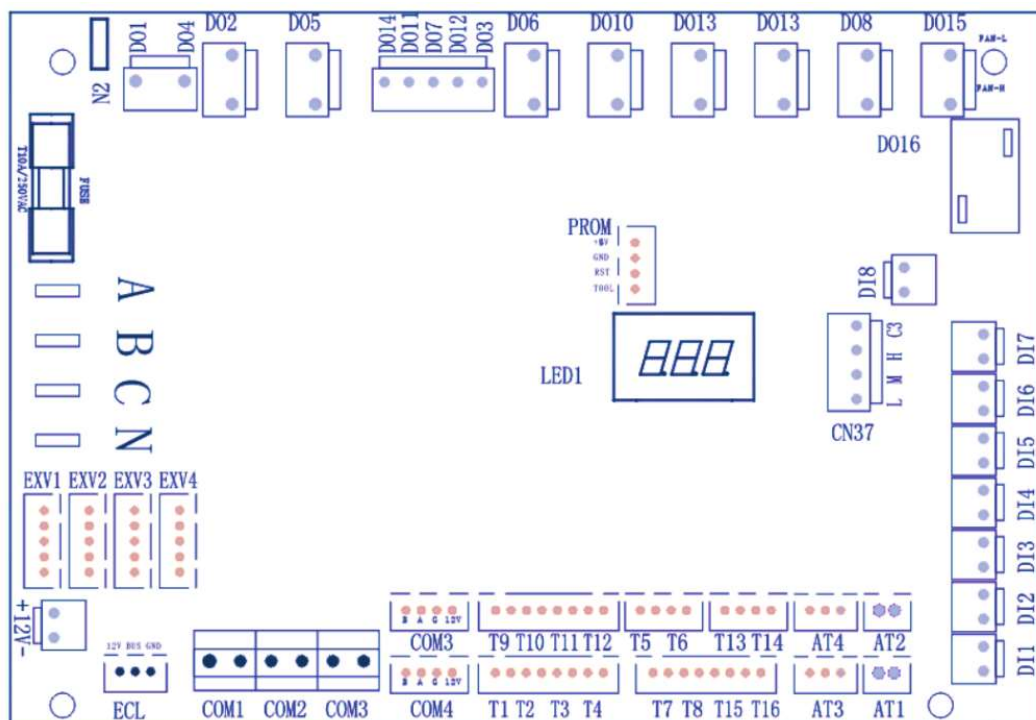 DO1
DO4
DO2
DO5
DO14
DO11
DO7
DO12
DO3
DO6
DO10
DO13
DO13
DO8
DO15
FAN-L
FAN-H
N2
T10A/250VAC
FUSE
DO16
PROM
+5V
GND
RST
TOOL
DI8
A
B
C
N
LED1
C3
H
M
L
CN37
DI7
DI6
DI5
DI4
DI3
DI2
DI1
EXV1 EXV2 EXV3 EXV4
+12V-
12V BUS GND
ECL
COM1 COM2 COM3
B A G 12V
COM3
T9 T10 T11 T12
T5 T6
T13 T14
AT4
AT2
B A G 12V
COM4
T1 T2 T3 T4
T7 T8 T15 T16
AT3
AT1